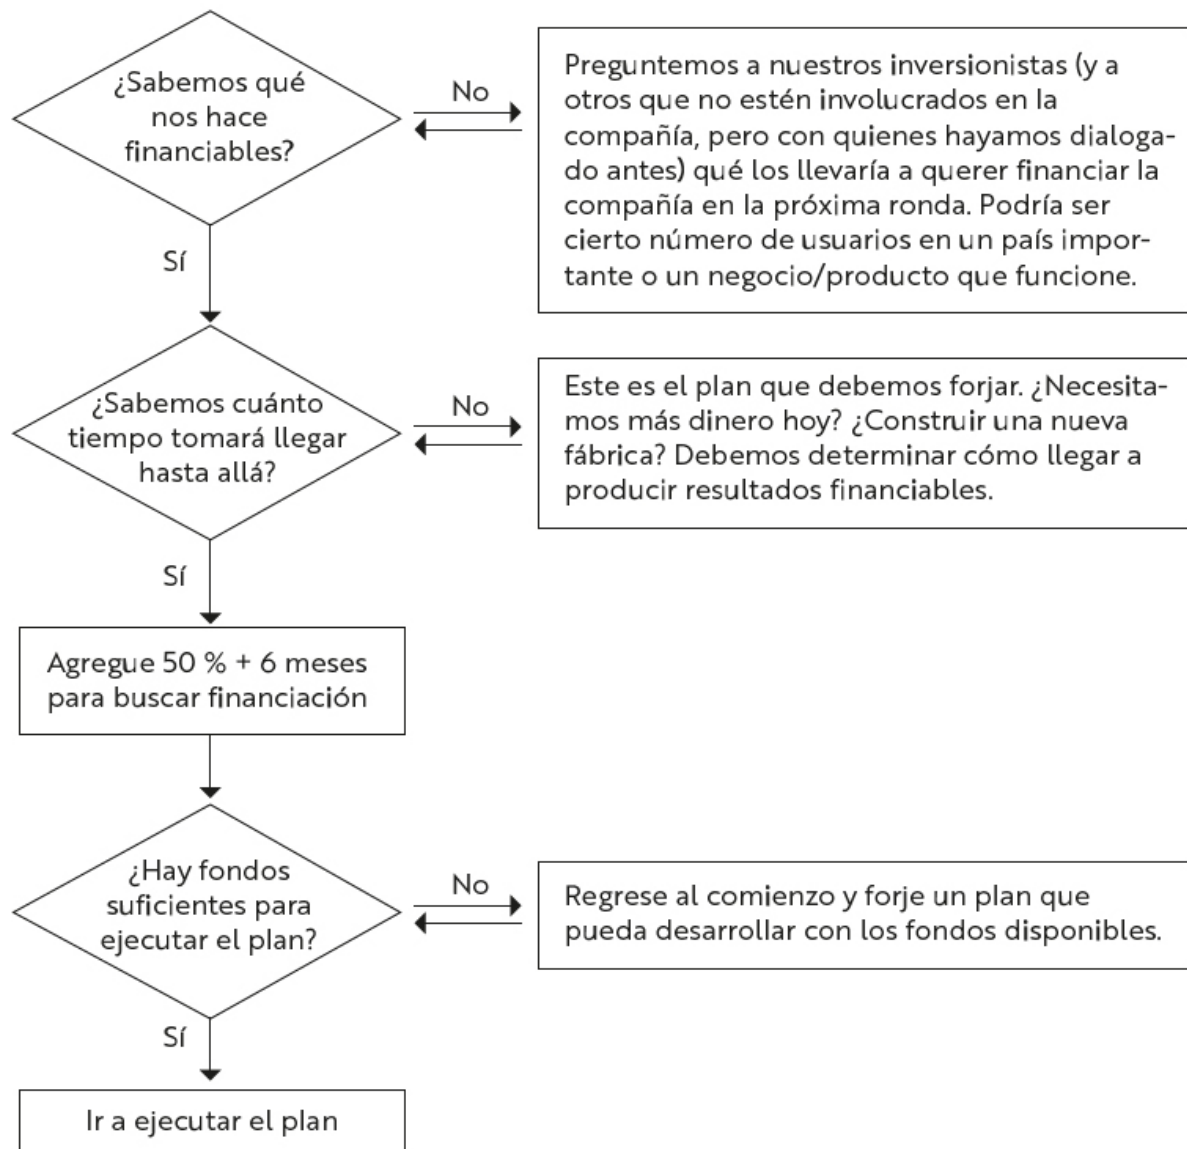 ¿Sabemos qué
nos hace
financiables?
No
Preguntemos a nuestros inversionistas (y a
otros que no estén involucrados en la
compañía, pero con quienes hayamos dialoga-
do antes) qué los llevaría a querer financiar la
compañía en la próxima ronda. Podría ser
cierto número de usuarios en un país impor-
tante o un negocio/producto que funcione.
Sí
¿Sabemos cuánto
tiempo tomará llegar
hasta allá?
No
Este es el plan que debemos forjar. ¿Necesita-
mos más dinero hoy? ¿Construir una nueva
fábrica? Debemos determinar cómo llegar a
producir resultados financiables.
Sí
Agregue 50 % + 6 meses
para buscar financiación
¿Hay fondos
suficientes para
ejecutar el plan?
No
Regrese al comienzo y forje un plan que
pueda desarrollar con los fondos disponibles.
Sí
Ir a ejecutar el plan